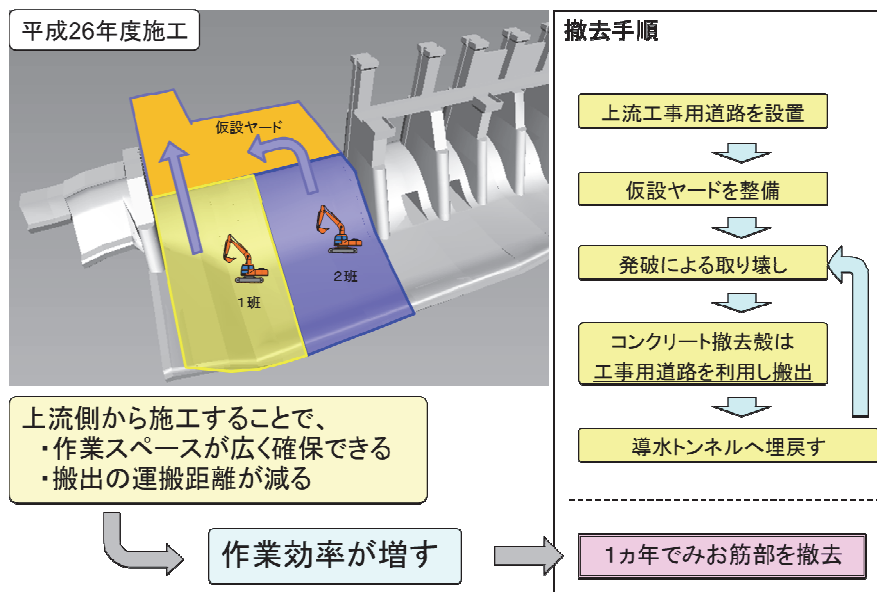 平成26年度施工
仮設ヤード
1班
2班
上流側から施工することで、
・作業スペースが広く確保できる
・搬出の運搬距離が減る
作業効率が増す
撤去手順
上流工事用道路を設置
仮設ヤードを整備
発破による取り壊し
コンクリート撤去殻は
工事用道路を利用し搬出
導水トンネルへ埋戻す
1ヵ年でみお筋部を撤去